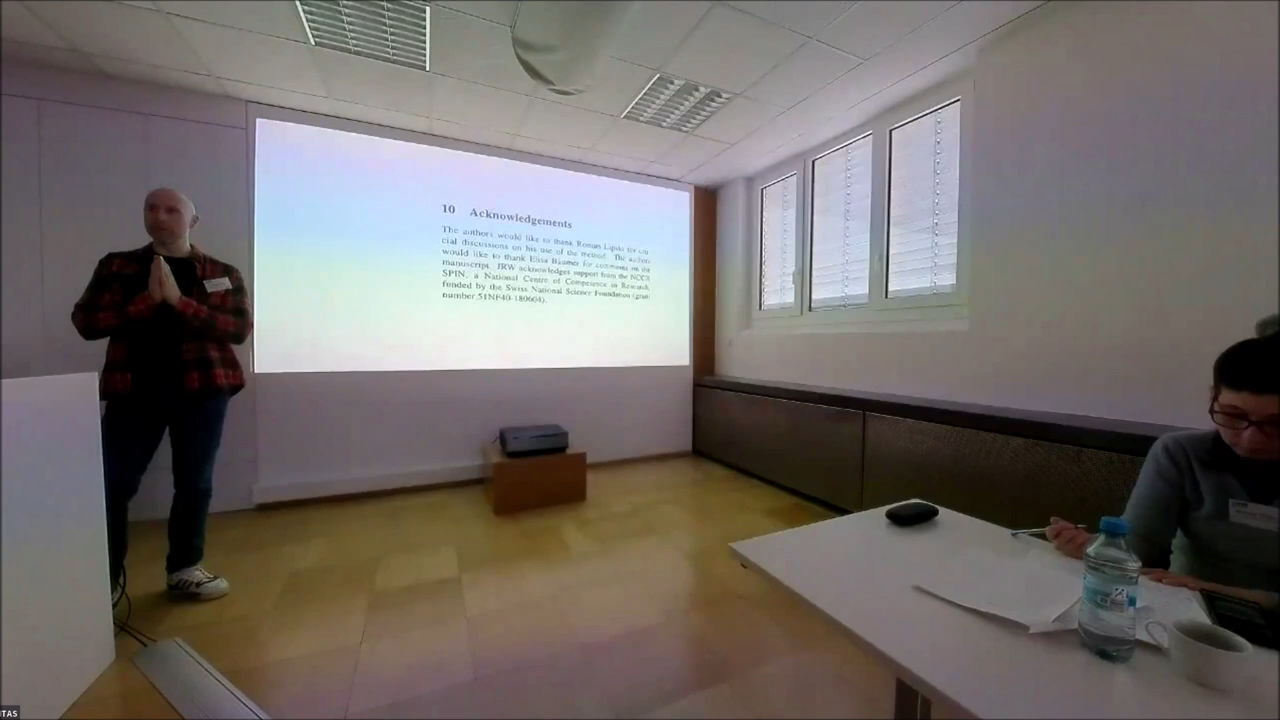 10 Acknowledgements
The authors would like to thank Roman Lipski for cru
cial discussions on his use of the method. The authors
would like to thank Elisa Bäumer for comments on the
manuscript. JRW acknowledges support from the NCCR
SPIN, a National Centre of Competence in Research,
funded by the Swiss National Science Foundation (grant
number 51NF40-180604).
ITAS